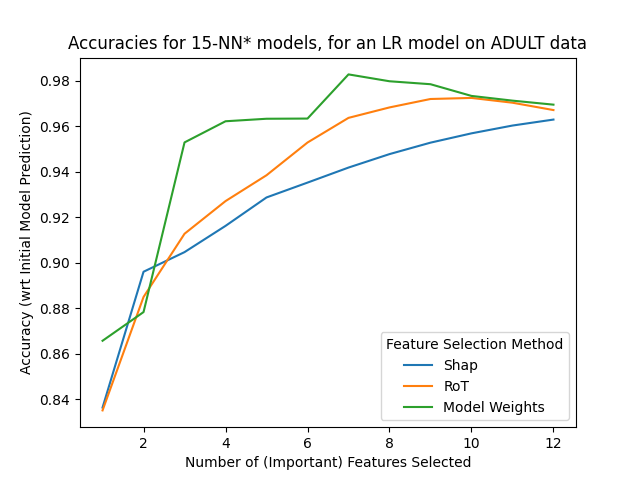 Accuracies for 15-NN* models, for an LR model on ADULT data
Accuracy (wrt Initial Model Prediction)
0.98
0.96
0.94
0.92
0.90
0.88
0.86
0.84
Feature Selection Method
Shap
RoT
Model Weights
2 4 6 8 10 12
Number of (Important) Features Selected